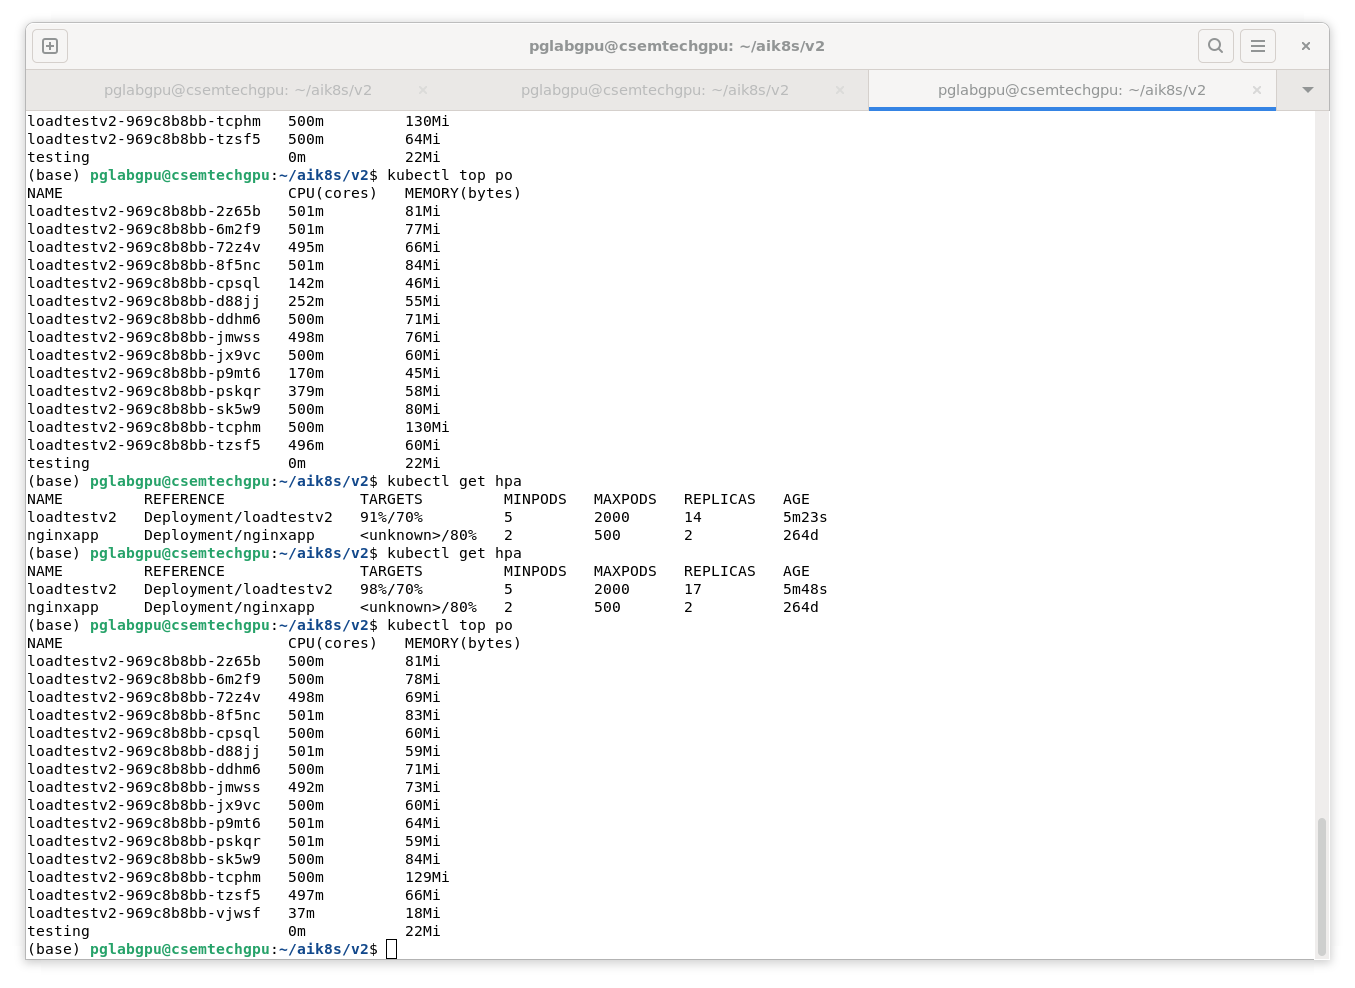 pglabgpu@csemtechgpu: ~/aik8s/v2
pglabgpu@csemtechgpu: ~/aik8s/v2 × pglabgpu@csemtechgpu: ~/aik8s/v2 × pglabgpu@csemtechgpu: ~/aik8s/v2 ×
loadtestv2-969c8b8bb-tcphm   500m         130Mi
loadtestv2-969c8b8bb-tzsf5   500m         64Mi
testing                      0m           22Mi
(base) pglabgpu@csemtechgpu:~/aik8s/v2$ kubectl top po
NAME                         CPU(cores)   MEMORY(bytes)
loadtestv2-969c8b8bb-2z65b   501m         81Mi
loadtestv2-969c8b8bb-6m2f9   501m         77Mi
loadtestv2-969c8b8bb-72z4v   495m         66Mi
loadtestv2-969c8b8bb-8f5nc   501m         84Mi
loadtestv2-969c8b8bb-cpsql   142m         46Mi
loadtestv2-969c8b8bb-d88jj   252m         55Mi
loadtestv2-969c8b8bb-ddhm6   500m         71Mi
loadtestv2-969c8b8bb-jmwss   498m         76Mi
loadtestv2-969c8b8bb-jx9vc   500m         60Mi
loadtestv2-969c8b8bb-p9mt6   170m         45Mi
loadtestv2-969c8b8bb-pskqr   379m         58Mi
loadtestv2-969c8b8bb-sk5w9   500m         80Mi
loadtestv2-969c8b8bb-tcphm   500m         130Mi
loadtestv2-969c8b8bb-tzsf5   496m         60Mi
testing                      0m           22Mi
(base) pglabgpu@csemtechgpu:~/aik8s/v2$ kubectl get hpa
NAME         REFERENCE               TARGETS         MINPODS   MAXPODS   REPLICAS   AGE
loadtestv2   Deployment/loadtestv2   91%/70%         5         2000      14         5m23s
nginxapp     Deployment/nginxapp     <unknown>/80%   2         500       2          264d
(base) pglabgpu@csemtechgpu:~/aik8s/v2$ kubectl get hpa
NAME         REFERENCE               TARGETS         MINPODS   MAXPODS   REPLICAS   AGE
loadtestv2   Deployment/loadtestv2   98%/70%         5         2000      17         5m48s
nginxapp     Deployment/nginxapp     <unknown>/80%   2         500       2          264d
(base) pglabgpu@csemtechgpu:~/aik8s/v2$ kubectl top po
NAME                         CPU(cores)   MEMORY(bytes)
loadtestv2-969c8b8bb-2z65b   500m         81Mi
loadtestv2-969c8b8bb-6m2f9   500m         78Mi
loadtestv2-969c8b8bb-72z4v   498m         69Mi
loadtestv2-969c8b8bb-8f5nc   501m         83Mi
loadtestv2-969c8b8bb-cpsql   500m         60Mi
loadtestv2-969c8b8bb-d88jj   501m         59Mi
loadtestv2-969c8b8bb-ddhm6   500m         71Mi
loadtestv2-969c8b8bb-jmwss   492m         73Mi
loadtestv2-969c8b8bb-jx9vc   500m         60Mi
loadtestv2-969c8b8bb-p9mt6   501m         64Mi
loadtestv2-969c8b8bb-pskqr   501m         59Mi
loadtestv2-969c8b8bb-sk5w9   500m         84Mi
loadtestv2-969c8b8bb-tcphm   500m         129Mi
loadtestv2-969c8b8bb-tzsf5   497m         66Mi
loadtestv2-969c8b8bb-vjwsf   37m          18Mi
testing                      0m           22Mi
(base) pglabgpu@csemtechgpu:~/aik8s/v2$